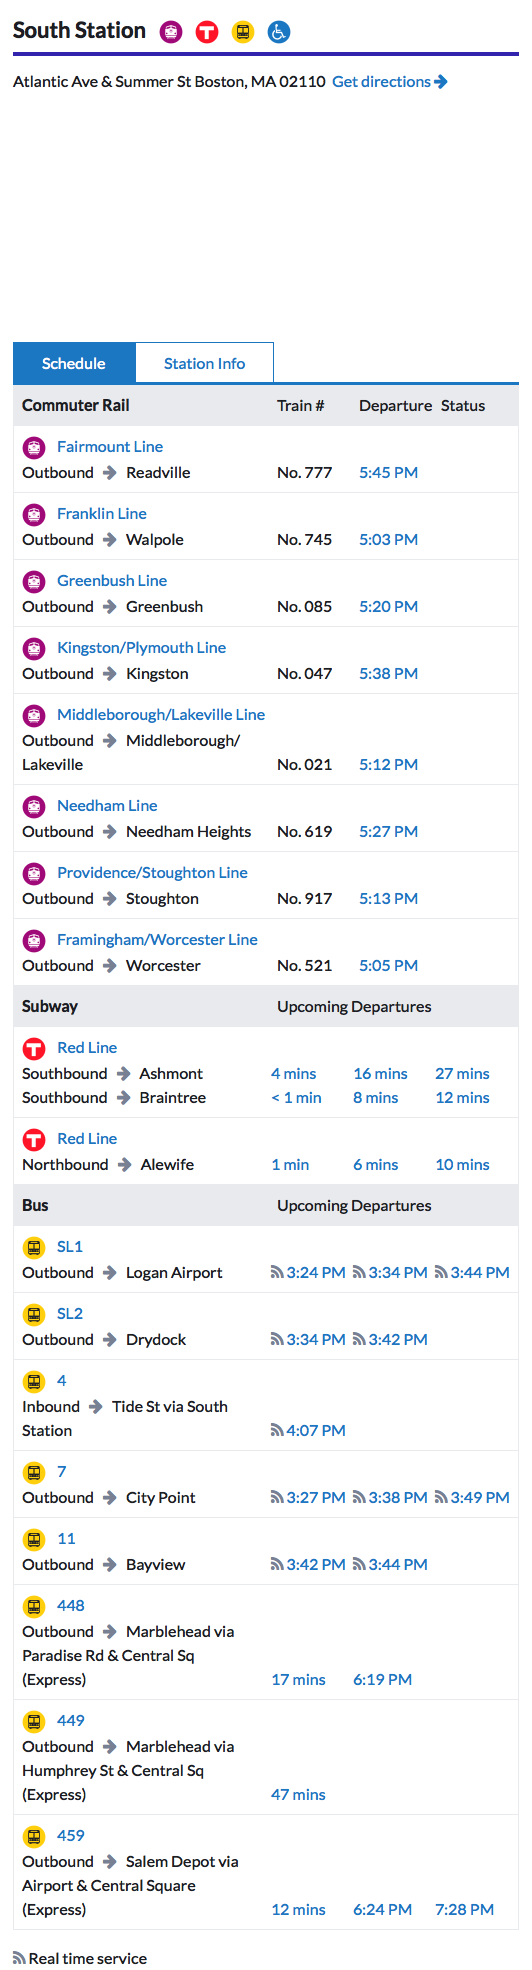 South Station
Atlantic Ave & Summer St Boston, MA 02110 Get directions
Schedule Station Info
Commuter Rail Train # Departure Status
Fairmount Line
Outbound Readville No. 777 5:45 PM
Franklin Line
Outbound Walpole No. 745 5:03 PM
Greenbush Line
Outbound Greenbush No. 085 5:20 PM
Kingston/Plymouth Line
Outbound Kingston No. 047 5:38 PM
Middleborough/Lakeville Line
Outbound Middleborough/
Lakeville No. 021 5:12 PM
Needham Line
Outbound Needham Heights No. 619 5:27 PM
Providence/Stoughton Line
Outbound Stoughton No. 917 5:13 PM
Framingham/Worcester Line
Outbound Worcester No. 521 5:05 PM
Subway Upcoming Departures
Red Line
Southbound Ashmont 4 mins 16 mins 27 mins
Southbound Braintree < 1 min 8 mins 12 mins
Red Line
Northbound Alewife 1 min 6 mins 10 mins
Bus Upcoming Departures
SL1
Outbound Logan Airport 3:24 PM 3:34 PM 3:44 PM
SL2
Outbound Drydock 3:34 PM 3:42 PM
4
Inbound Tide St via South
Station 4:07 PM
7
Outbound City Point 3:27 PM 3:38 PM 3:49 PM
11
Outbound Bayview 3:42 PM 3:44 PM
448
Outbound Marblehead via
Paradise Rd & Central Sq
(Express) 17 mins 6:19 PM
449
Outbound Marblehead via
Humphrey St & Central Sq
(Express) 47 mins
459
Outbound Salem Depot via
Airport & Central Square
(Express) 12 mins 6:24 PM 7:28 PM
Real time service